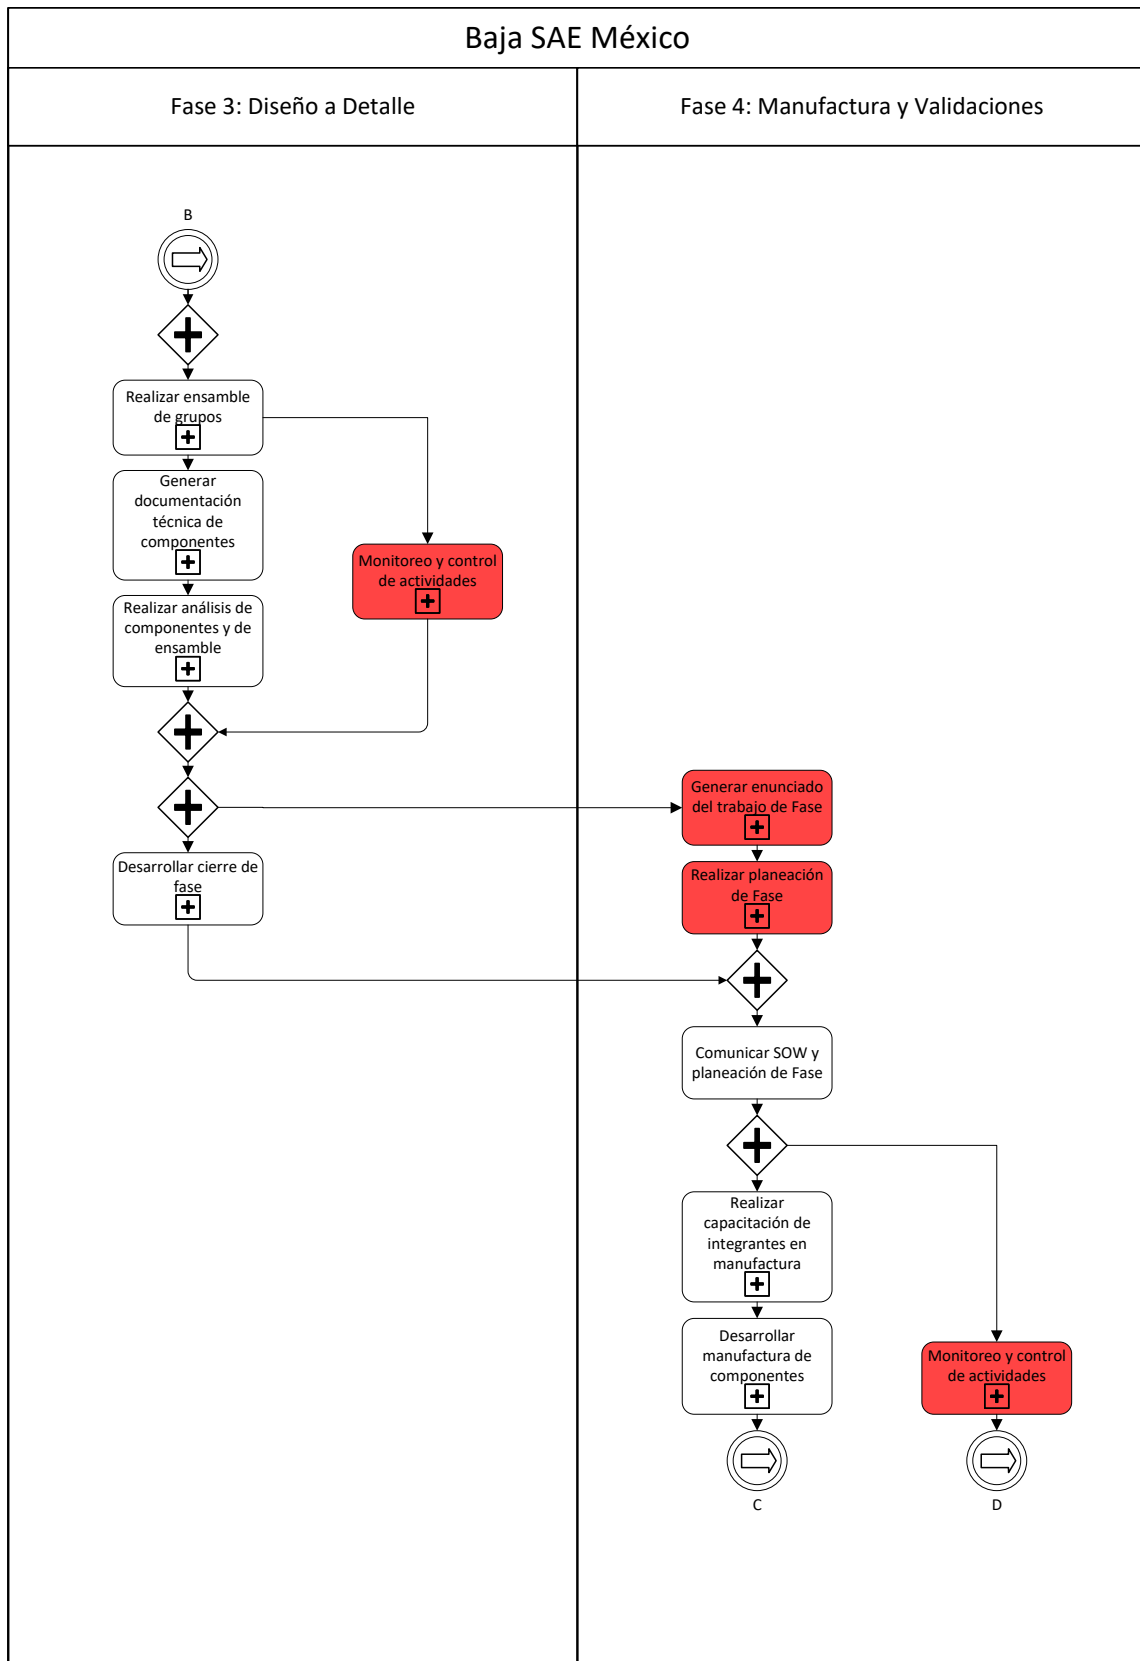 Baja SAE México
Fase 3: Diseño a Detalle
Fase 4: Manufactura y Validaciones
B
Realizar ensamble
de grupos
Generar
documentación
técnica de
componentes
Monitoreo y control
de actividades
Realizar análisis de
componentes y de
ensamble
Generar enunciado
del trabajo de Fase
Desarrollar cierre de
fase
Realizar planeación
de Fase
Comunicar SOW y
planeación de Fase
Realizar
capacitación de
integrantes en
manufactura
Desarrollar
manufactura de
componentes
Monitoreo y control
de actividades
C
D